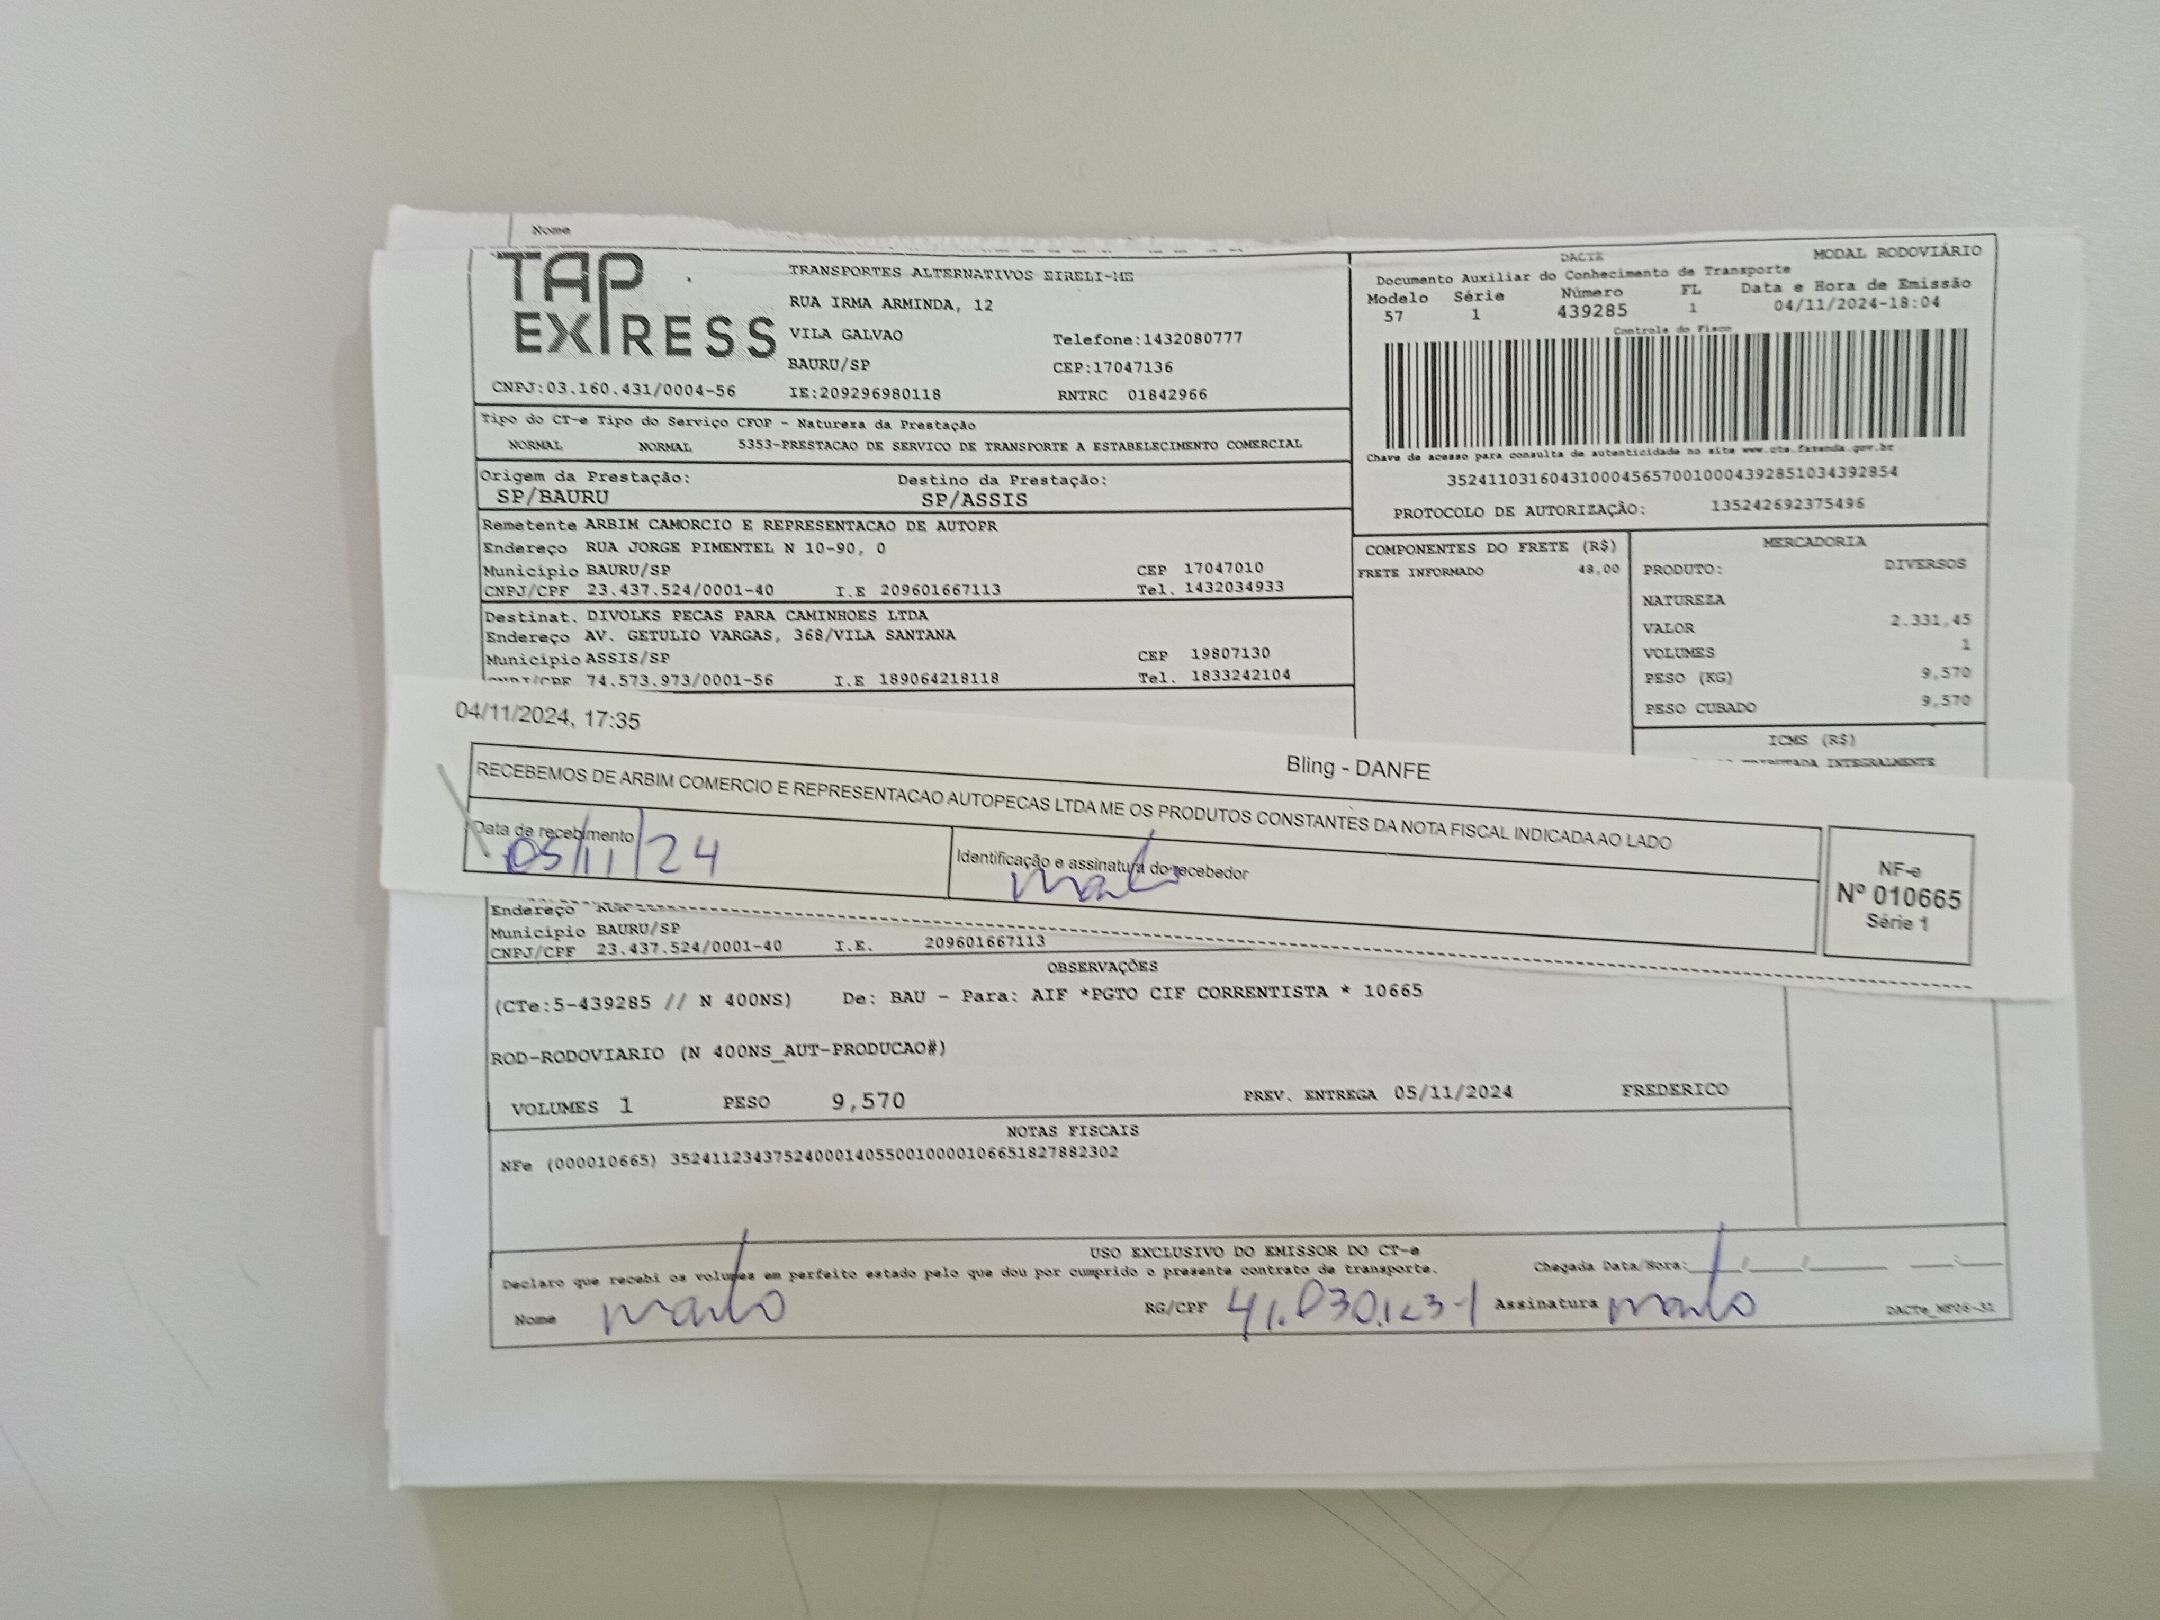 Nome
TAP EXPRESS
CNPJ:03.160.431/0004-56
TRANSPORTES ALTERNATIVOS EIRELI-ME
RUA IRMA ARMINDA, 12
VILA GALVAO Telefone:1432080777
BAURU/SP CEP:17047136
IE:209296980118 RNTRC 01842966
DACTE MODAL RODOVIÁRIO
Documento Auxiliar do Conhecimento de Transporte
Modelo Série Número FL Data e Hora de Emissão
57 1 439285 1 04/11/2024-18:04
Controle do Fisco
Chave de acesso para consulta de autenticidade no site www.cte.fazenda.gov.br
35241103160431000456570010004392851034392854
PROTOCOLO DE AUTORIZAÇÃO: 135242692375496
Tipo do CT-e Tipo do Serviço CFOP - Natureza da Prestação
NORMAL NORMAL 5353-PRESTACAO DE SERVICO DE TRANSPORTE A ESTABELECIMENTO COMERCIAL
Origem da Prestação: Destino da Prestação:
SP/BAURU SP/ASSIS
Remetente ARBIM CAMORCIO E REPRESENTACAO DE AUTOPR
Endereço RUA JORGE PIMENTEL N 10-90, 0
Município BAURU/SP CEP 17047010
CNPJ/CPF 23.437.524/0001-40 I.E 209601667113 Tel. 1432034933
Destinat. DIVOLKS PECAS PARA CAMINHOES LTDA
Endereço AV. GETULIO VARGAS, 368/VILA SANTANA
Município ASSIS/SP CEP 19807130
CNPJ/CPF 74.573.973/0001-56 I.E 189064218118 Tel. 1833242104
COMPONENTES DO FRETE (R$)
FRETE INFORMADO 48,00
MERCADORIA
PRODUTO: DIVERSOS
NATUREZA
VALOR 2.331,45
VOLUMES 1
PESO (KG) 9,570
PESO CUBADO 9,570
ICMS (R$)
INTEGRALMENTE
04/11/2024, 17:35 Bling - DANFE
RECEBEMOS DE ARBIM COMERCIO E REPRESENTACAO AUTOPECAS LTDA ME OS PRODUTOS CONSTANTES DA NOTA FISCAL INDICADA AO LADO
Data de recebimento
05/11/24
Identificação e assinatura do recebedor
NF-e
Nº 010665
Série 1
Endereço RUA
Município BAURU/SP
CNPJ/CPF 23.437.524/0001-40 I.E. 209601667113
OBSERVAÇÕES
(CTe:5-439285 // N 400NS) De: BAU - Para: AIF *PGTO CIF CORRENTISTA * 10665
ROD-RODOVIARIO (N 400NS_AUT-PRODUCAO#)
VOLUMES 1 PESO 9,570 PREV. ENTREGA 05/11/2024 FREDERICO
NOTAS FISCAIS
NFe (000010665) 35241123437524000140550010000106651827882302
USO EXCLUSIVO DO EMISSOR DO CT-e
Declaro que recebi os volumes em perfeito estado pelo que dou por cumprido o presente contrato de transporte. Chegada Data/Hora:___/___/___ __:__
Nome RG/CPF 41.030.123-1 Assinatura DACTe_NF06-31